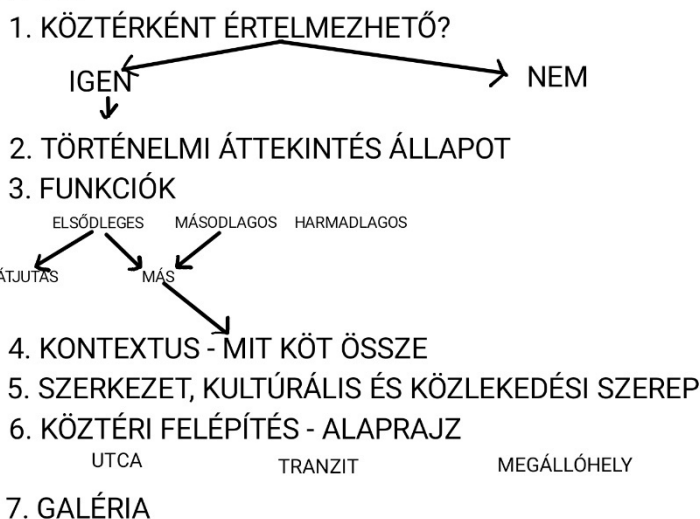 1. KÖZTÉRKÉNT ÉRTELMEZHETŐ?
IGEN NEM
2. TÖRTÉNELMI ÁTTEKINTÉS ÁLLAPOT
3. FUNKCIÓK
ELSŐDLEGES MÁSODLAGOS HARMADLAGOS
ÁTJUTÁS MÁS
4. KONTEXTUS - MIT KÖT ÖSSZE
5. SZERKEZET, KULTÚRÁLIS ÉS KÖZLEKEDÉSI SZEREP
6. KÖZTÉRI FELÉPÍTÉS - ALAPRAJZ
UTCA TRANZIT MEGÁLLÓHELY
7. GALÉRIA